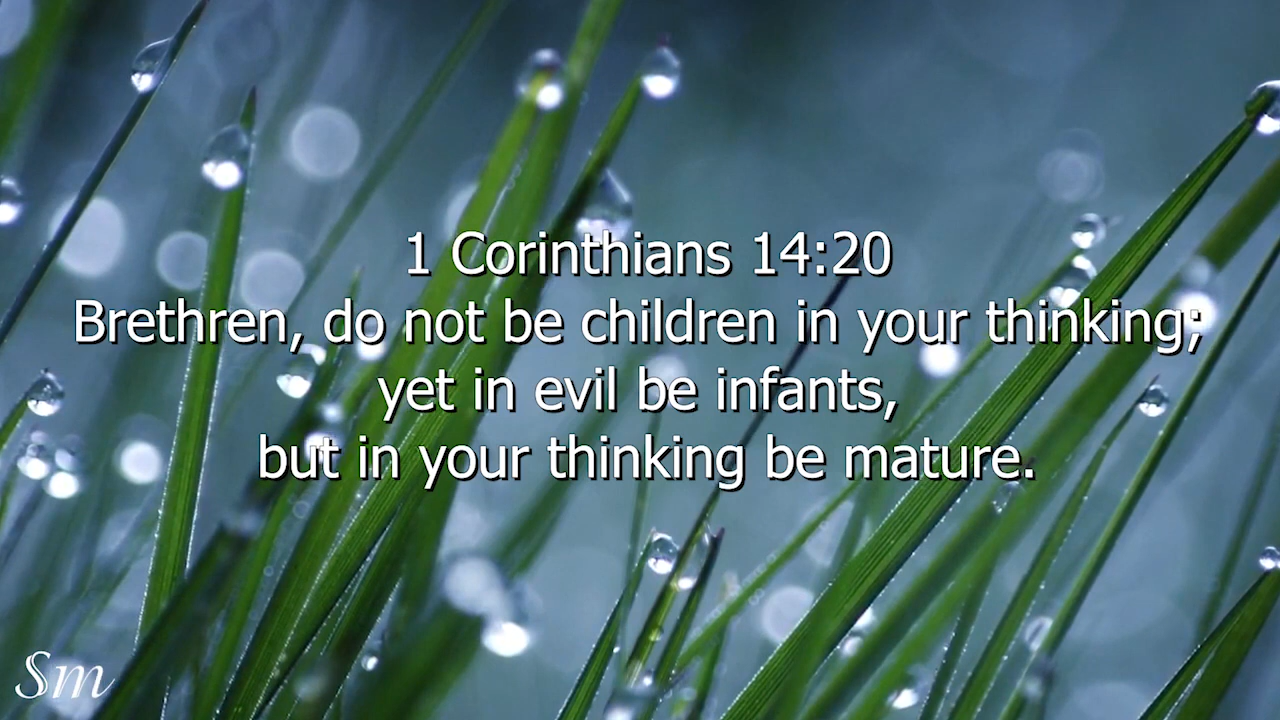 1 Corinthians 14:20
Brethren, do not be children in your thinking;
yet in evil be infants,
but in your thinking be mature.
Sm